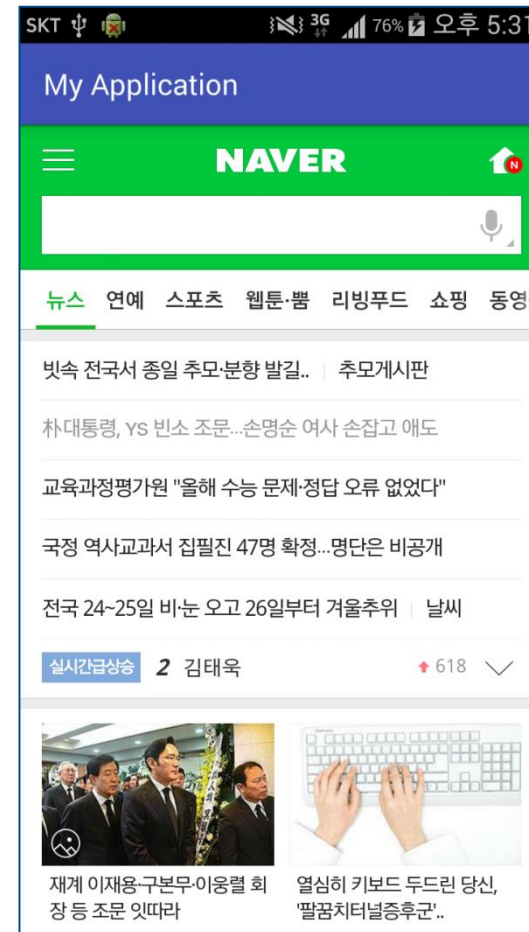 SKT 3G 76% 오후 5:31
My Application
NAVER
N
뉴스 연예 스포츠 웹툰·뿜 리빙푸드 쇼핑 동영
빗속 전국서 종일 추모·분향 발길.. 추모게시판
朴대통령, YS 빈소 조문...손명순 여사 손잡고 애도
교육과정평가원 "올해 수능 문제·정답 오류 없었다"
국정 역사교과서 집필진 47명 확정...명단은 비공개
전국 24~25일 비·눈 오고 26일부터 겨울추위 날씨
실시간급상승 2 김태욱 618
재계 이재용·구본무·이웅렬 회
장 등 조문 잇따라
열심히 키보드 두드린 당신,
'팔꿈치터널증후군'..